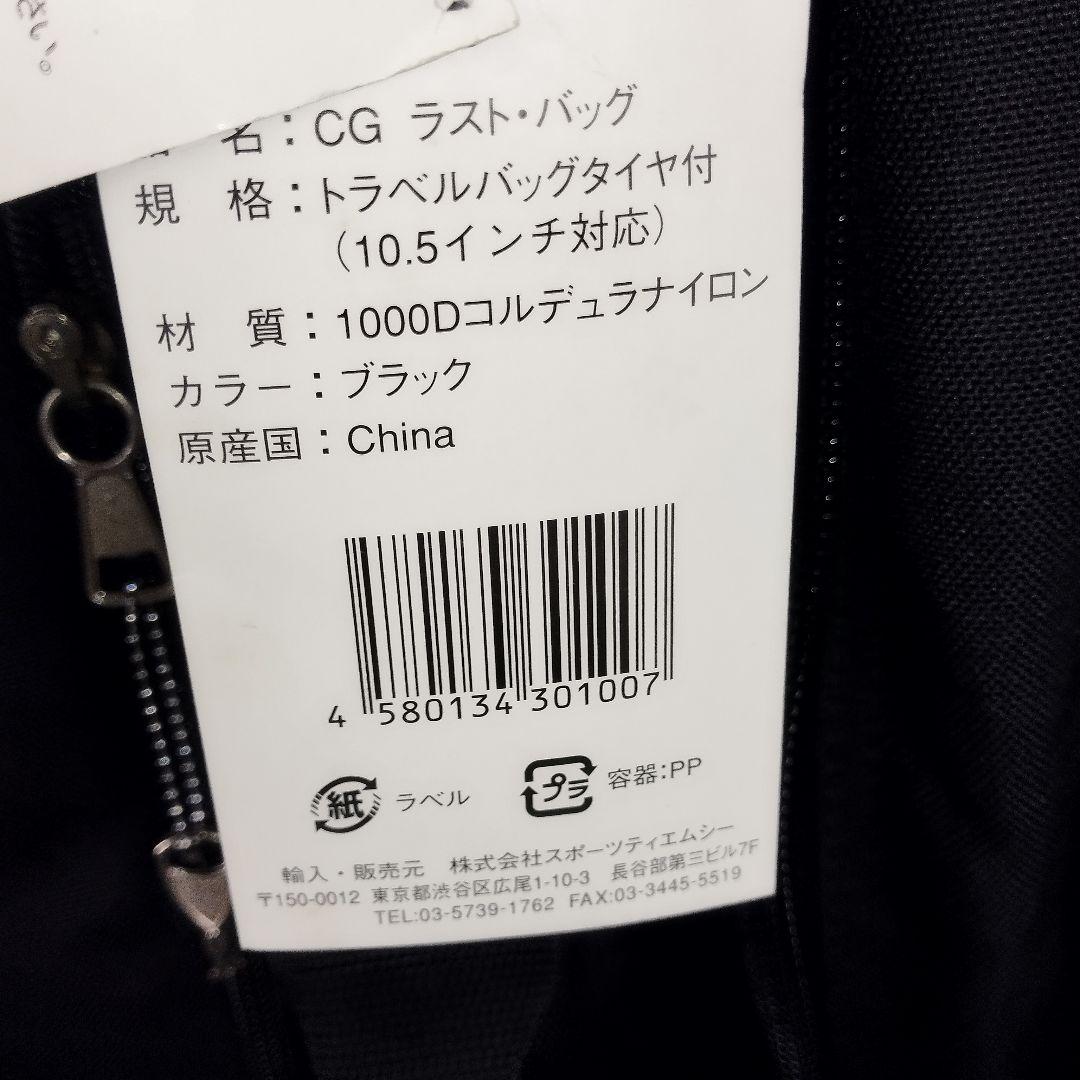 さい。
名：CG ラスト・バッグ
規　格：トラベルバッグタイヤ付
（10.5インチ対応）
材　質：1000Dコルデュラナイロン
カラー：ブラック
原産国：China
4 580134 301007
紙 ラベル
プラ 容器：PP
輸入・販売元　株式会社スポーツティエムシー
〒150-0012 東京都渋谷区広尾1-10-3　長谷部第三ビル7F
TEL:03-5739-1762　FAX:03-3445-5519